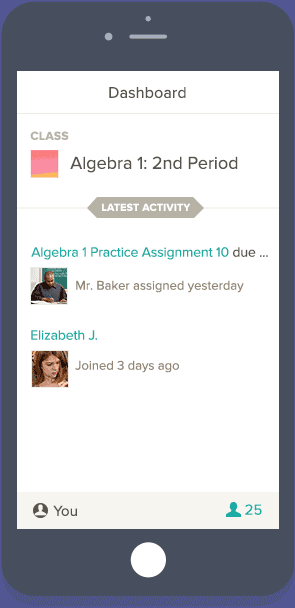 Dashboard
CLASS
Algebra 1: 2nd Period
LATEST ACTIVITY
Algebra 1 Practice Assignment 10 due ...
Mr. Baker assigned yesterday
Elizabeth J.
Joined 3 days ago
You
25